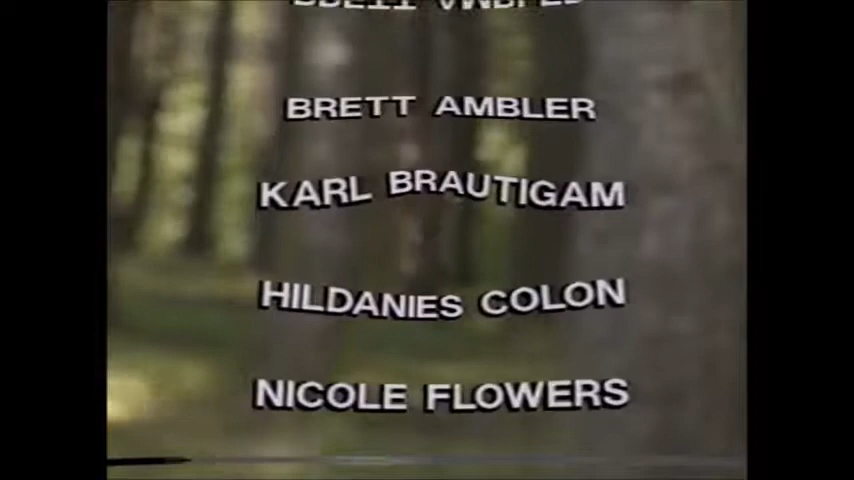 BRETT AMBLER
KARL BRAUTIGAM
HILDANIES COLON
NICOLE FLOWERS